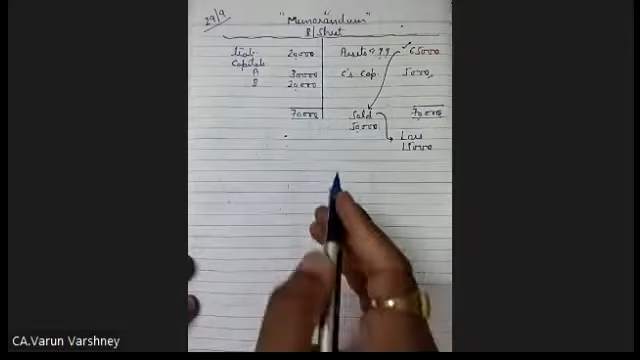 29/9
"Memorandum"
B/Sheet
Liab. 20000 Assets ?? ✓65000
Capitals
A 30000 C's Cap. 5000
B 20000
70000 Sold 70000
50000
Loss
15000
CA.Varun Varshney